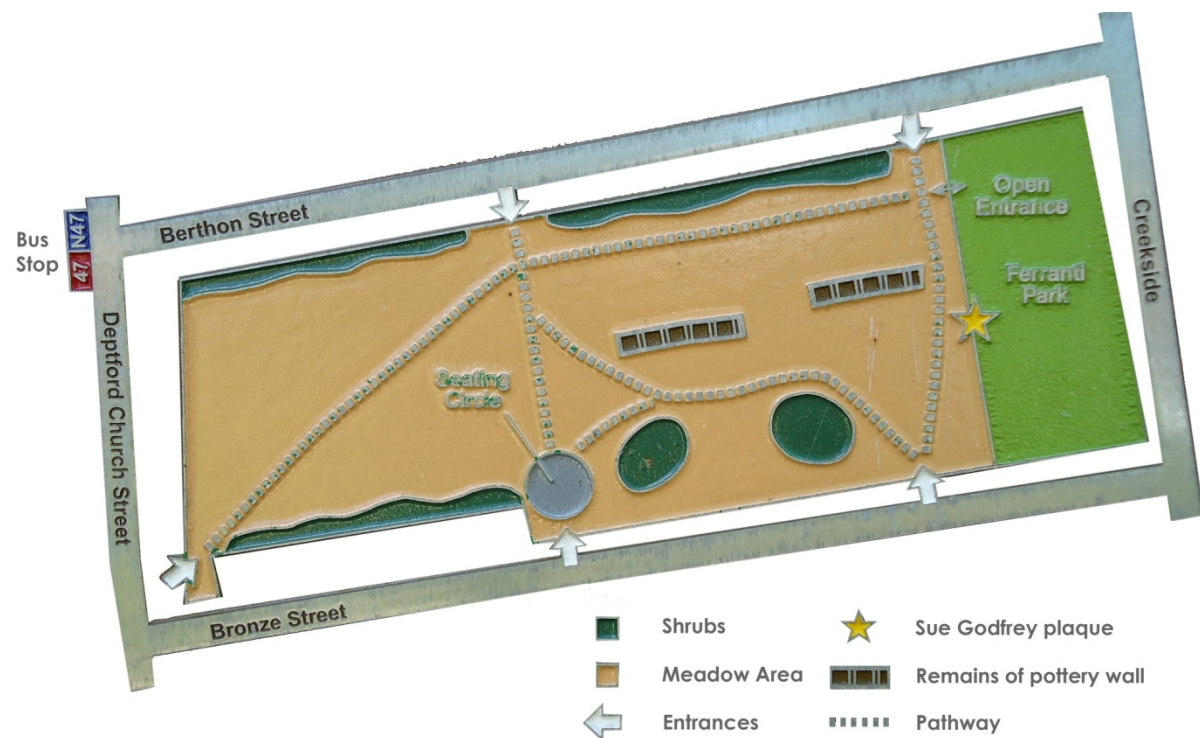 Bus
Stop
47 N47
Berthon Street
Deptford Church Street
Bronze Street
Creekside
Open
Entrance
Ferranti
Park
Seating
Circle
Shrubs
Meadow Area
Entrances
Sue Godfrey plaque
Remains of pottery wall
Pathway